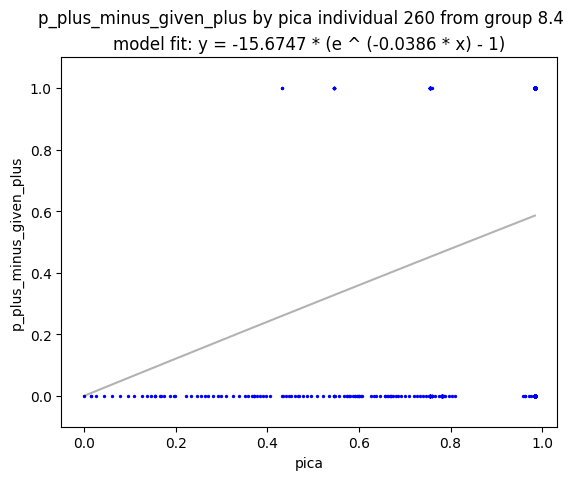 p_plus_minus_given_plus by pica individual 260 from group 8.4
model fit: y = -15.6747 * (e ^ (-0.0386 * x) - 1)
1.0
0.8
0.6
0.4
0.2
0.0
p_plus_minus_given_plus
0.0 0.2 0.4 0.6 0.8 1.0
pica